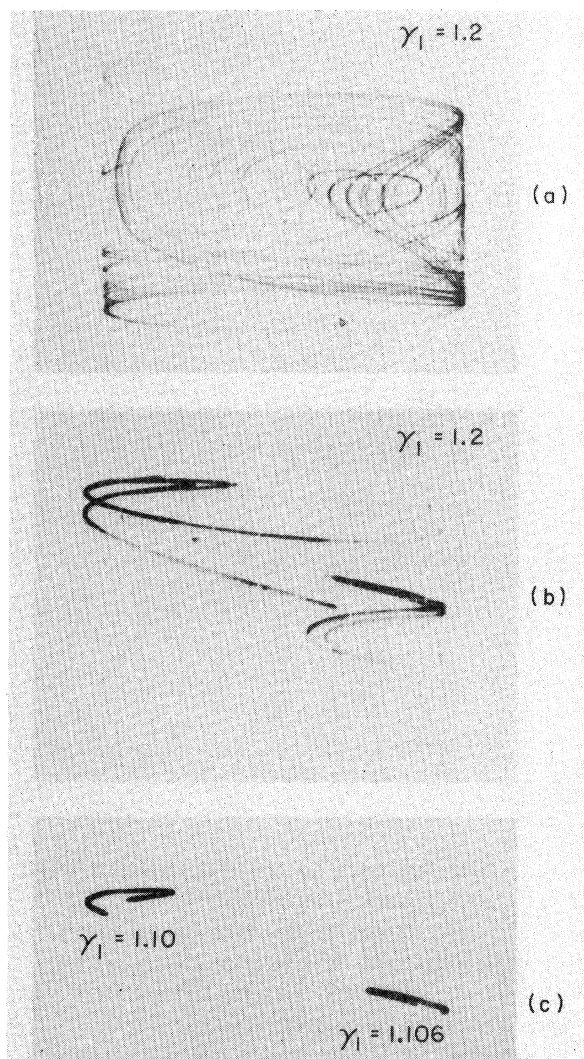 γ₁ = 1.2
(a)
γ₁ = 1.2
(b)
γ₁ = 1.10
(c)
γ₁ = 1.106